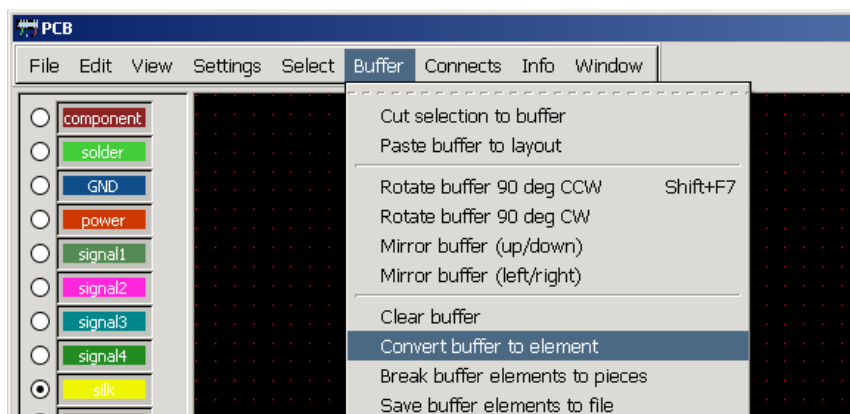 PCB
File Edit View Settings Select Buffer Connects Info Window
component
solder
GND
power
signal1
signal2
signal3
signal4
silk
Cut selection to buffer
Paste buffer to layout
Rotate buffer 90 deg CCW Shift+F7
Rotate buffer 90 deg CW
Mirror buffer (up/down)
Mirror buffer (left/right)
Clear buffer
Convert buffer to element
Break buffer elements to pieces
Save buffer elements to file